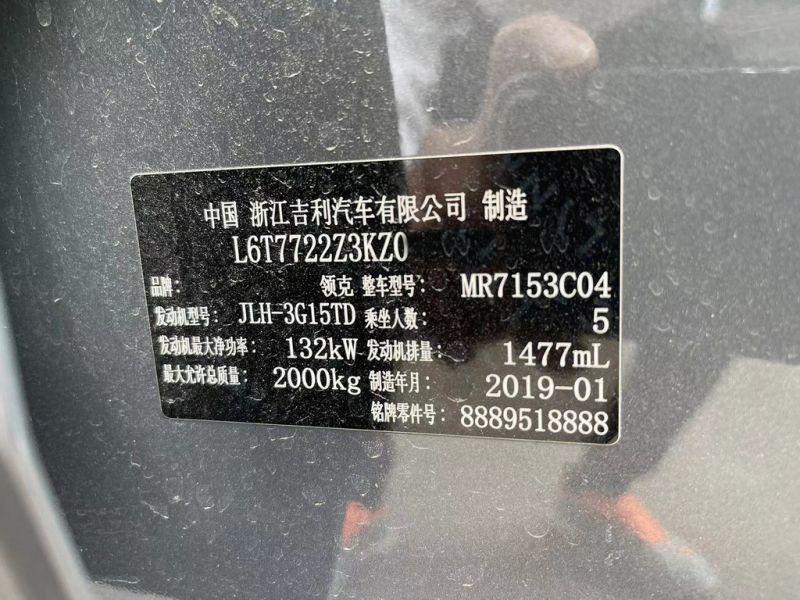 中国 浙江吉利汽车有限公司 制造
L6T7722Z3KZ0
品牌: 领克 整车型号: MR7153C04
发动机型号: JLH-3G15TD 乘坐人数: 5
发动机最大净功率: 132kW 发动机排量: 1477mL
最大允许总质量: 2000kg 制造年月: 2019-01
铭牌零件号: 8889518888